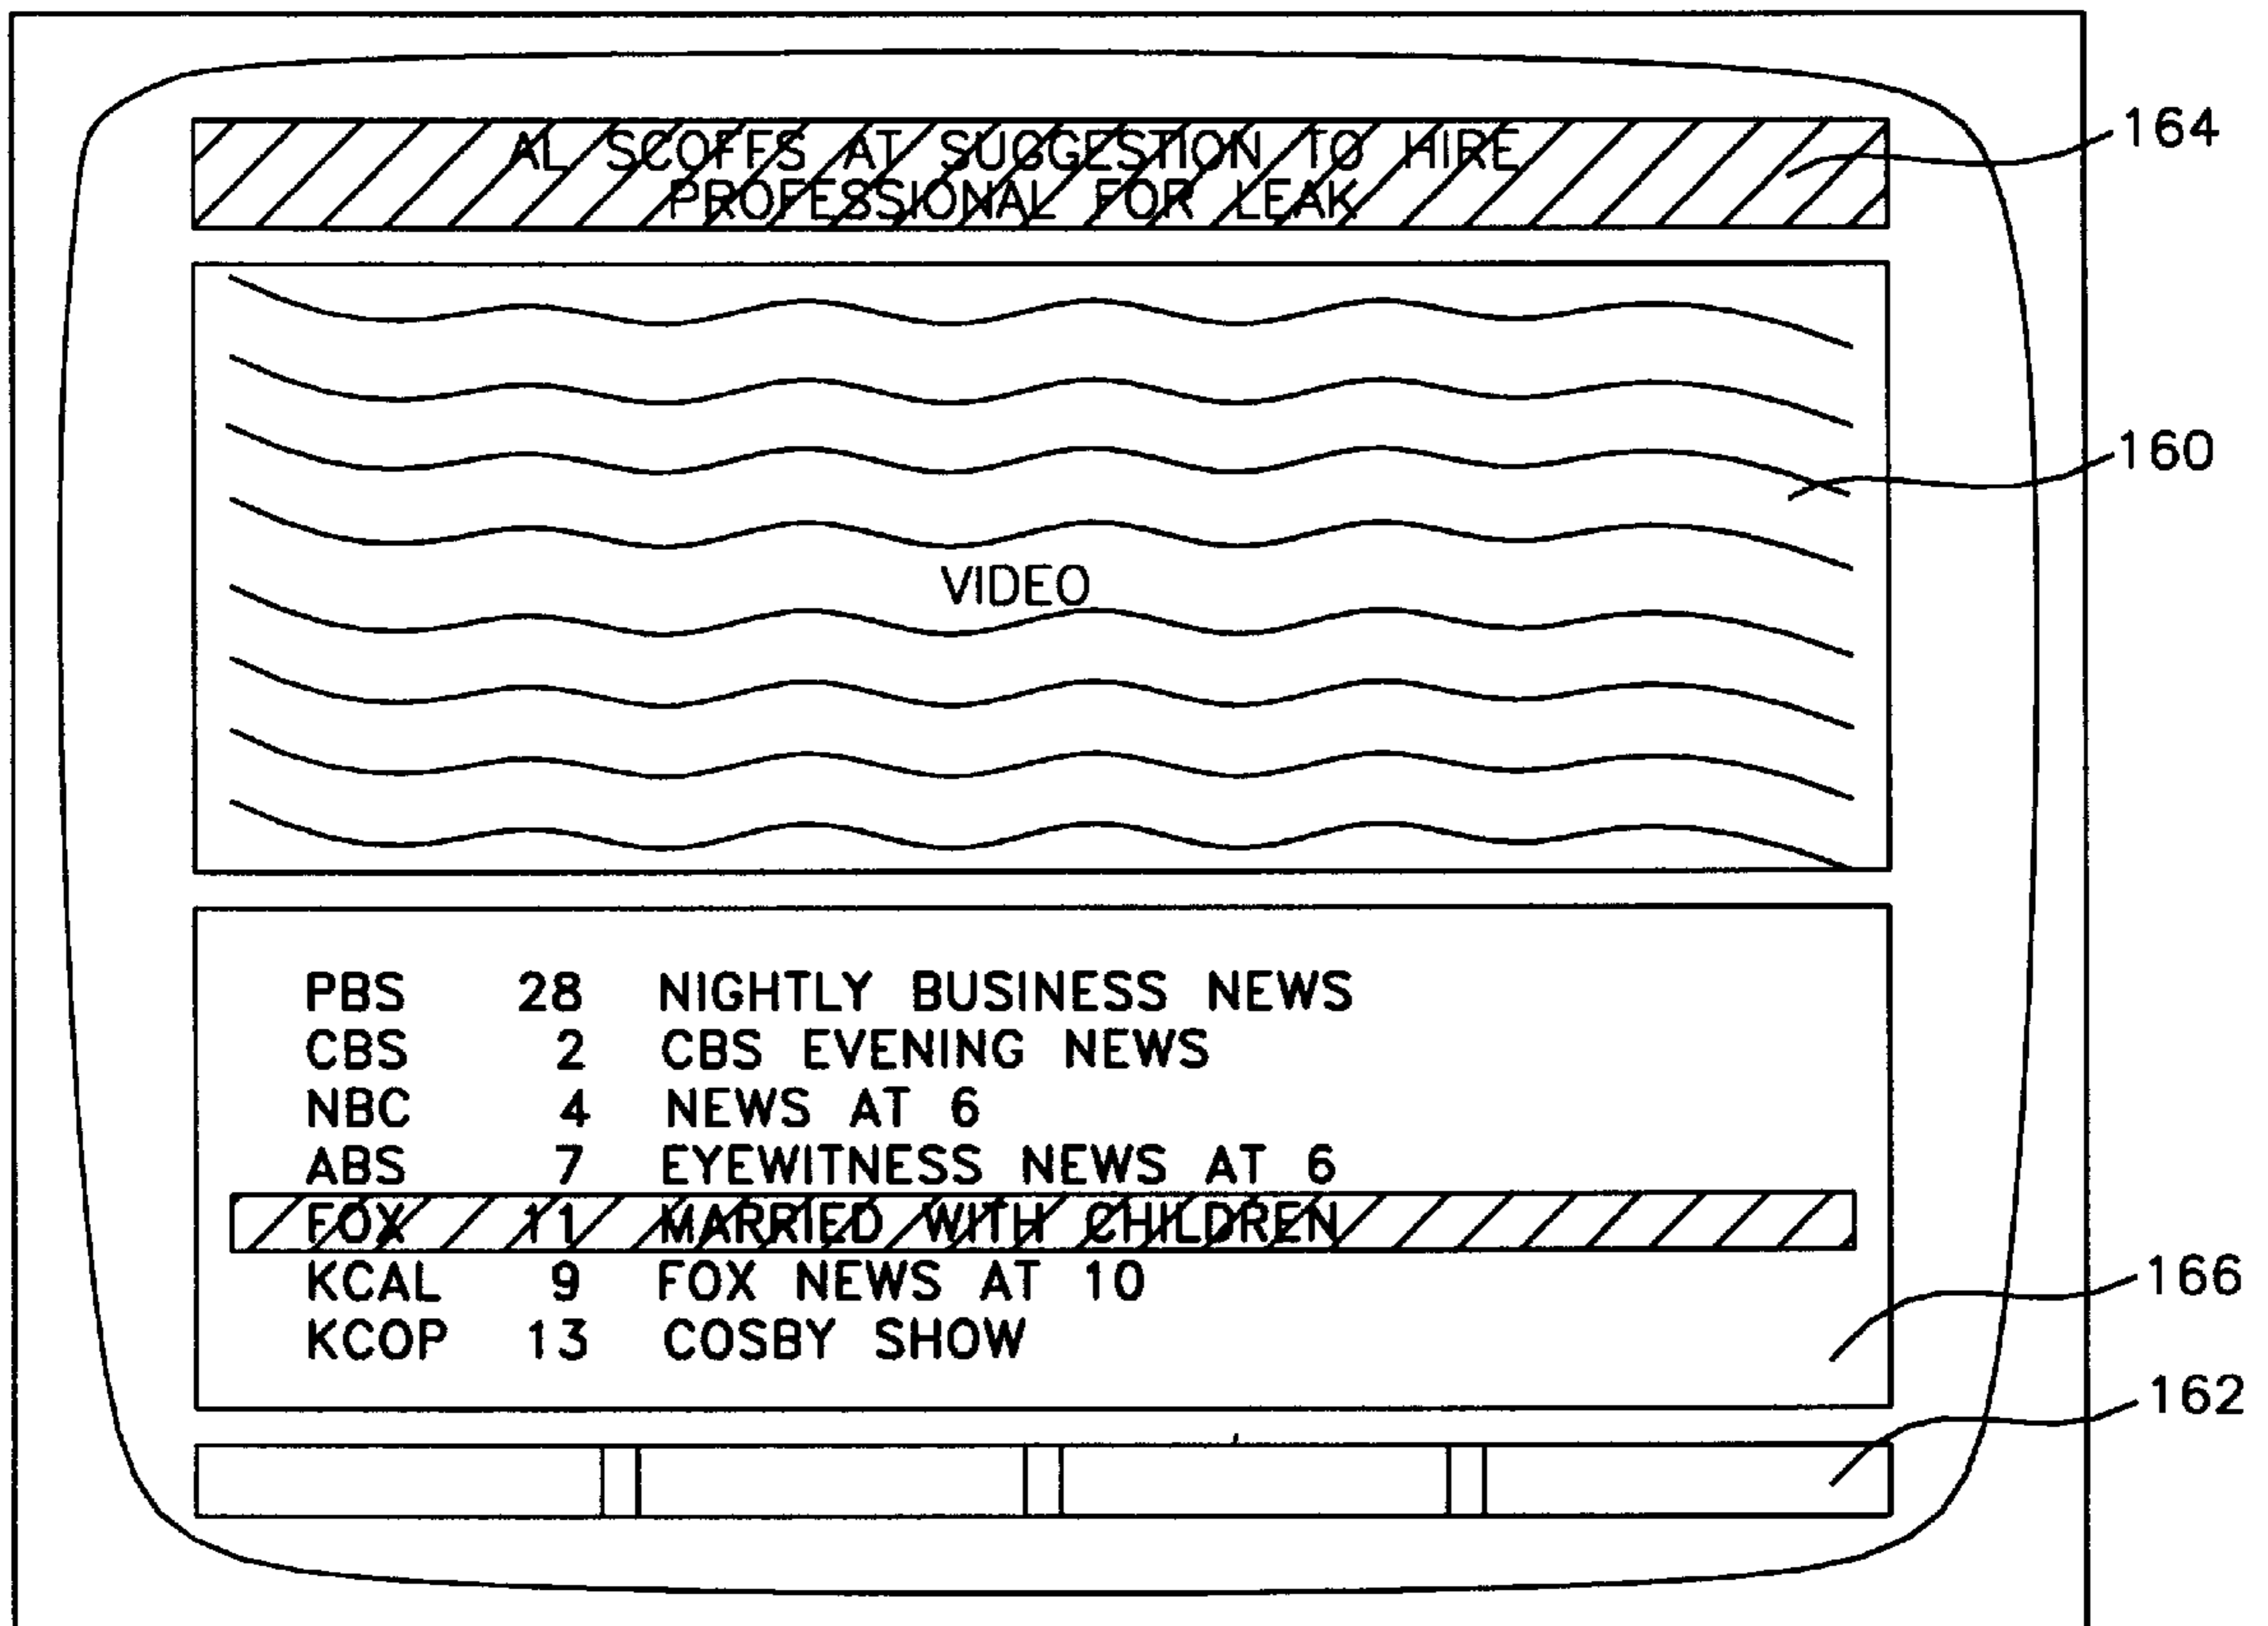 AL SCOFFS AT SUGGESTION TO HIRE
PROFESSIONAL FOR LEAK
164
160
VIDEO
PBS 28 NIGHTLY BUSINESS NEWS
CBS 2 CBS EVENING NEWS
NBC 4 NEWS AT 6
ABS 7 EYEWITNESS NEWS AT 6
FOX 11 MARRIED WITH CHILDREN
KCAL 9 FOX NEWS AT 10
KCOP 13 COSBY SHOW
166
162